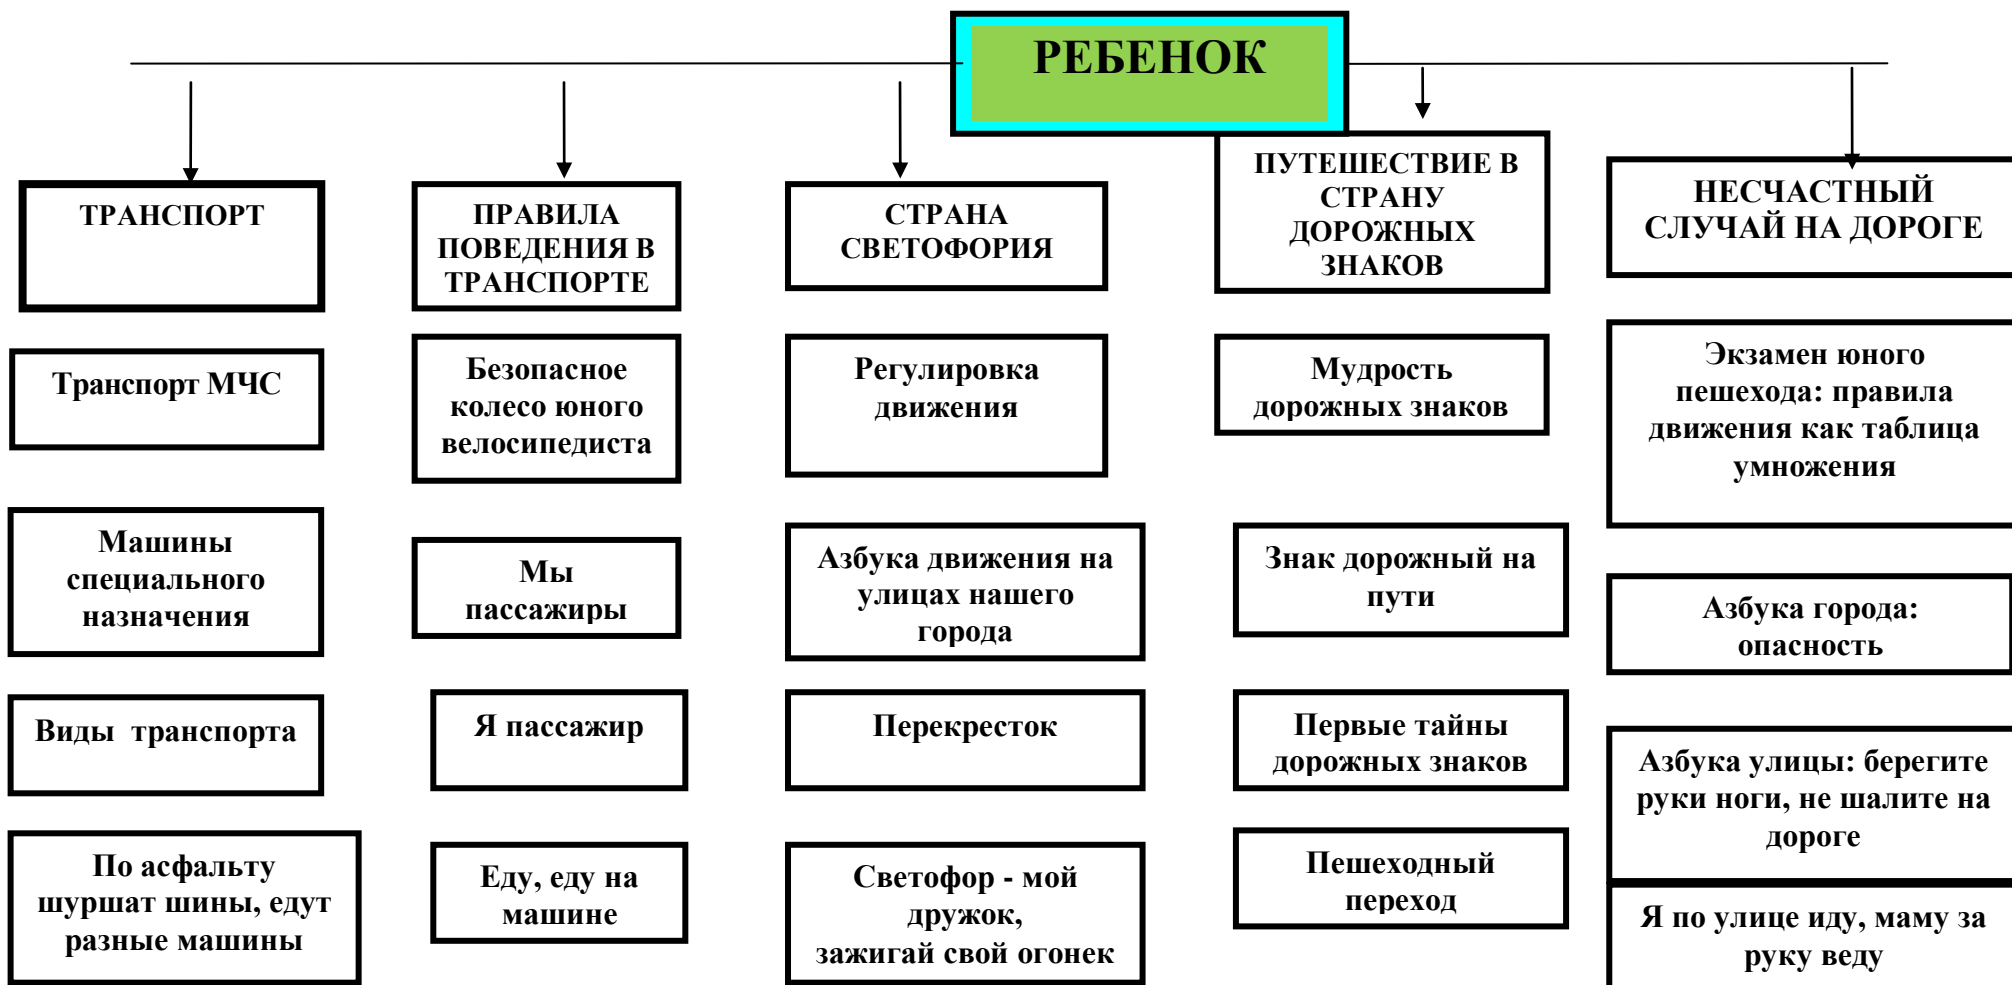 РЕБЕНОК
ТРАНСПОРТ
ПРАВИЛА
ПОВЕДЕНИЯ В
ТРАНСПОРТЕ
СТРАНА
СВЕТОФОРИЯ
ПУТЕШЕСТВИЕ В
СТРАНУ
ДОРОЖНЫХ
ЗНАКОВ
НЕСЧАСТНЫЙ
СЛУЧАЙ НА ДОРОГЕ
Транспорт МЧС
Безопасное
колесо юного
велосипедиста
Регулировка
движения
Мудрость
дорожных знаков
Экзамен юного
пешехода: правила
движения как таблица
умножения
Машины
специального
назначения
Мы
пассажиры
Азбука движения на
улицах нашего
города
Знак дорожный на
пути
Азбука города:
опасность
Виды транспорта
Я пассажир
Перекресток
Первые тайны
дорожных знаков
Азбука улицы: берегите
руки ноги, не шалите на
дороге
По асфальту
шуршат шины, едут
разные машины
Еду, еду на
машине
Светофор - мой
дружок,
зажигай свой огонек
Пешеходный
переход
Я по улице иду, маму за
руку веду